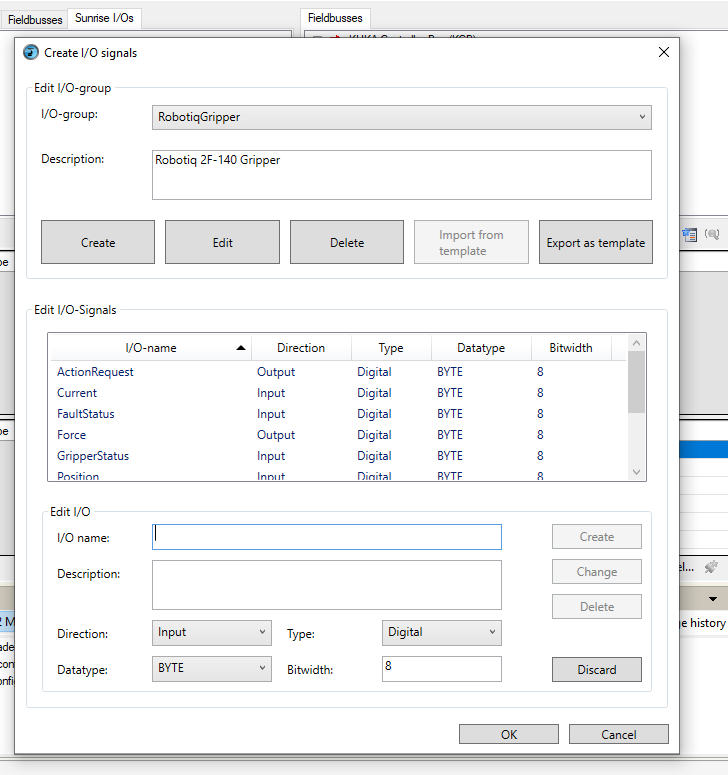 Fieldbusses
Sunrise I/Os
Fieldbusses
Create I/O signals
Edit I/O-group
I/O-group:
RobotiqGripper
Description:
Robotiq 2F-140 Gripper
Create
Edit
Delete
Import from
template
Export as template
Edit I/O-Signals
I/O-name Direction Type Datatype Bitwidth
ActionRequest Output Digital BYTE 8
Current Input Digital BYTE 8
FaultStatus Input Digital BYTE 8
Force Output Digital BYTE 8
GripperStatus Input Digital BYTE 8
Position Input Digital BYTE 8
Edit I/O
I/O name:
Create
Description:
Change
Delete
Direction: Input Type: Digital
Datatype: BYTE Bitwidth: 8
Discard
OK
Cancel
el...
ge history